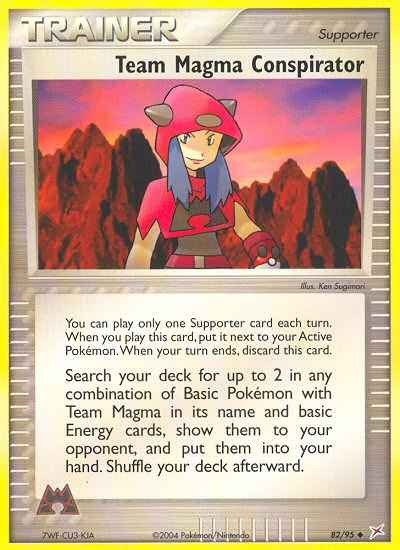 TRAINER
Supporter
Team Magma Conspirator
Illus. Ken Sugimori
You can play only one Supporter card each turn.
When you play this card, put it next to your Active
Pokémon. When your turn ends, discard this card.
Search your deck for up to 2 in any
combination of Basic Pokémon with
Team Magma in its name and basic
Energy cards, show them to your
opponent, and put them into your
hand. Shuffle your deck afterward.
7WF-CU3-KJA ©2004 Pokémon/Nintendo 82/95 ◆